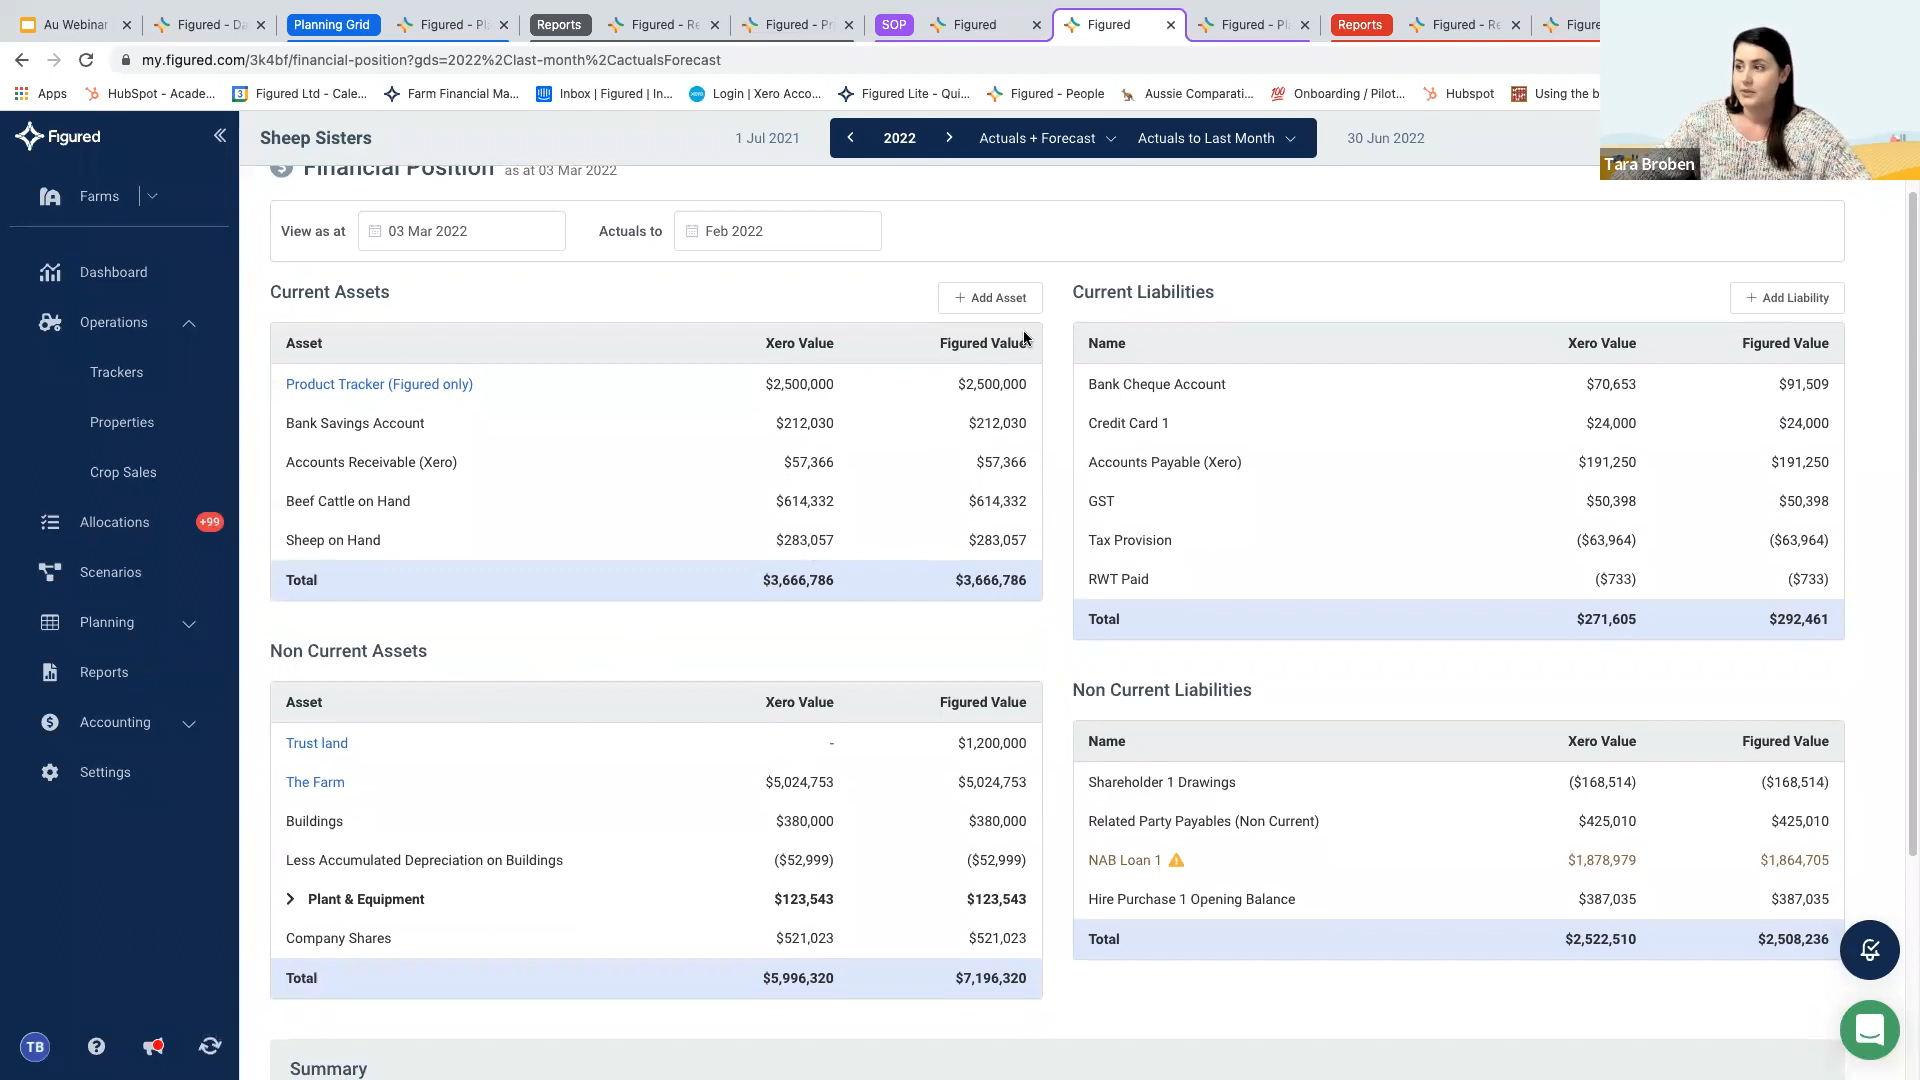 Au Webinar
Figured - Da
Planning Grid
Figured - Pl
Reports
Figured - Re
Figured - Pr
SOP
Figured
Figured
Figured - Pl
Reports
Figured - Re
Figure
my.figured.com/3k4bf/financial-position?gds=2022%2Clast-month%2CactualsForecast
Apps
HubSpot - Acade...
Figured Ltd - Cale...
Farm Financial Ma...
Inbox | Figured | In...
Login | Xero Acco...
Figured Lite - Qui...
Figured - People
Aussie Comparati...
Onboarding / Pilot...
Hubspot
Using the b
Figured
Sheep Sisters
1 Jul 2021
2022
Actuals + Forecast
Actuals to Last Month
30 Jun 2022
Tara Broben
Farms
Dashboard
Operations
Trackers
Properties
Crop Sales
Allocations +99
Scenarios
Planning
Reports
Accounting
Settings
TB
Financial Position as at 03 Mar 2022
View as at 03 Mar 2022 Actuals to Feb 2022
Current Assets
+ Add Asset
Asset Xero Value Figured Value
Product Tracker (Figured only) $2,500,000 $2,500,000
Bank Savings Account $212,030 $212,030
Accounts Receivable (Xero) $57,366 $57,366
Beef Cattle on Hand $614,332 $614,332
Sheep on Hand $283,057 $283,057
Total $3,666,786 $3,666,786
Non Current Assets
Asset Xero Value Figured Value
Trust land - $1,200,000
The Farm $5,024,753 $5,024,753
Buildings $380,000 $380,000
Less Accumulated Depreciation on Buildings ($52,999) ($52,999)
Plant & Equipment $123,543 $123,543
Company Shares $521,023 $521,023
Total $5,996,320 $7,196,320
Current Liabilities
+ Add Liability
Name Xero Value Figured Value
Bank Cheque Account $70,653 $91,509
Credit Card 1 $24,000 $24,000
Accounts Payable (Xero) $191,250 $191,250
GST $50,398 $50,398
Tax Provision ($63,964) ($63,964)
RWT Paid ($733) ($733)
Total $271,605 $292,461
Non Current Liabilities
Name Xero Value Figured Value
Shareholder 1 Drawings ($168,514) ($168,514)
Related Party Payables (Non Current) $425,010 $425,010
NAB Loan 1 $1,878,979 $1,864,705
Hire Purchase 1 Opening Balance $387,035 $387,035
Total $2,522,510 $2,508,236
Summary